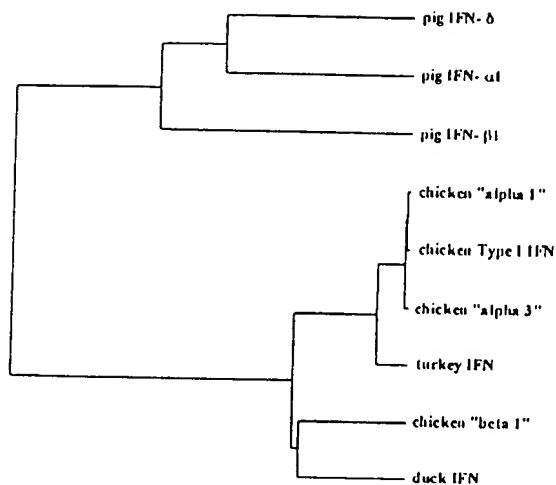 pig IFN- δ
pig IFN- α1
pig IFN- β1
chicken "alpha 1"
chicken Type I IFN
chicken "alpha 3"
turkey IFN
chicken "beta 1"
duck IFN